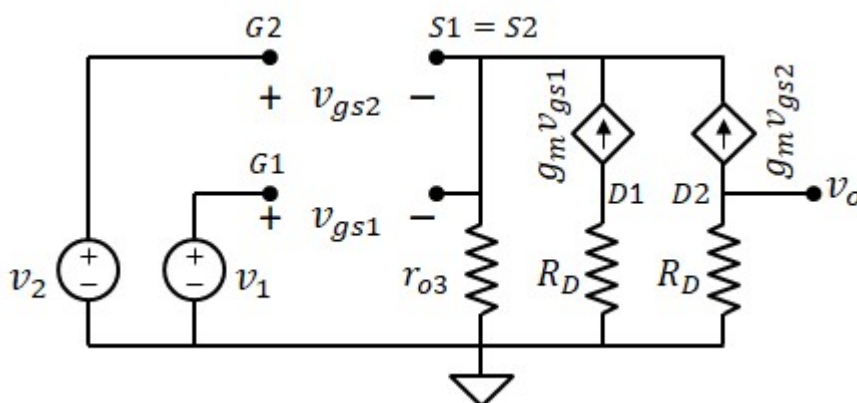 G2
S1 = S2
+ v_gs2 −
g_m v_gs1
g_m v_gs2
G1
+ v_gs1 −
D1
D2
v_o
v_2
+
−
+
−
v_1
r_o3
R_D
R_D